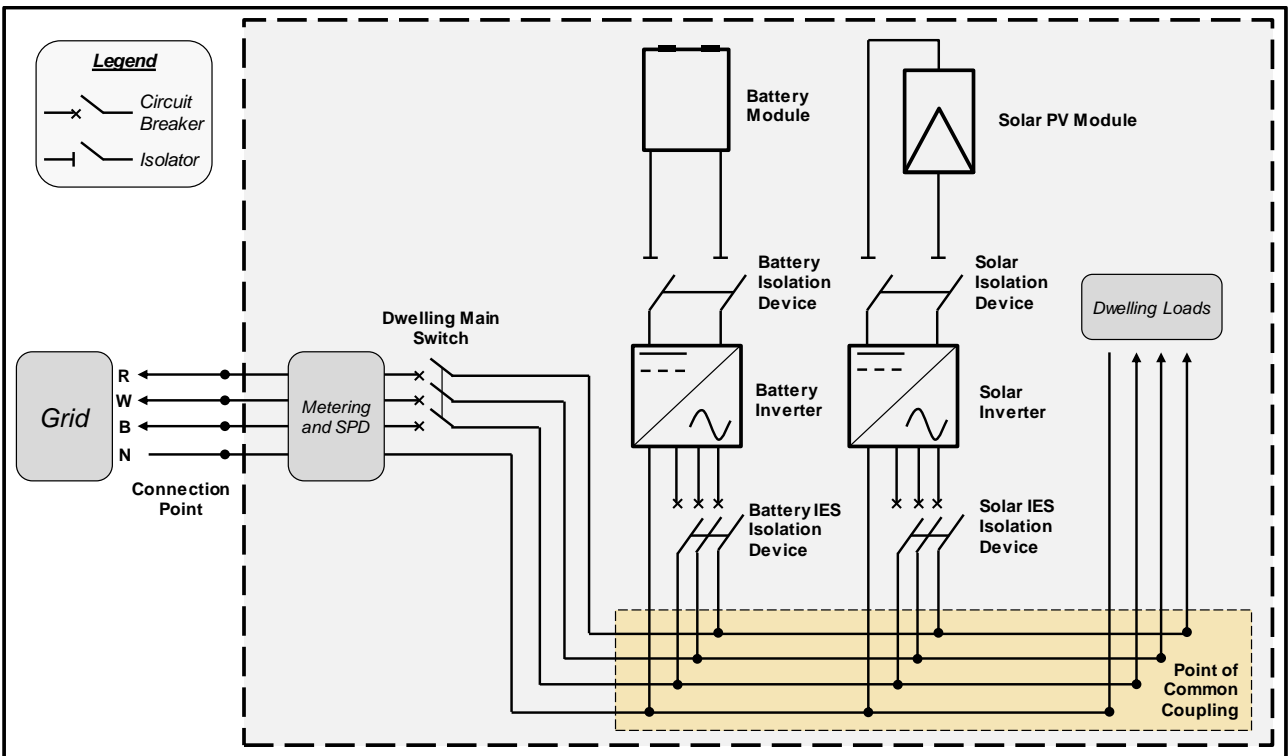 Legend
Circuit
Breaker
Isolator
Battery
Module
Solar PV Module
Battery
Isolation
Device
Solar
Isolation
Device
Dwelling Loads
Dwelling Main
Switch
Grid
R
W
B
N
Connection
Point
Metering
and SPD
Battery
Inverter
Solar
Inverter
Battery IES
Isolation
Device
Solar IES
Isolation
Device
Point of
Common
Coupling